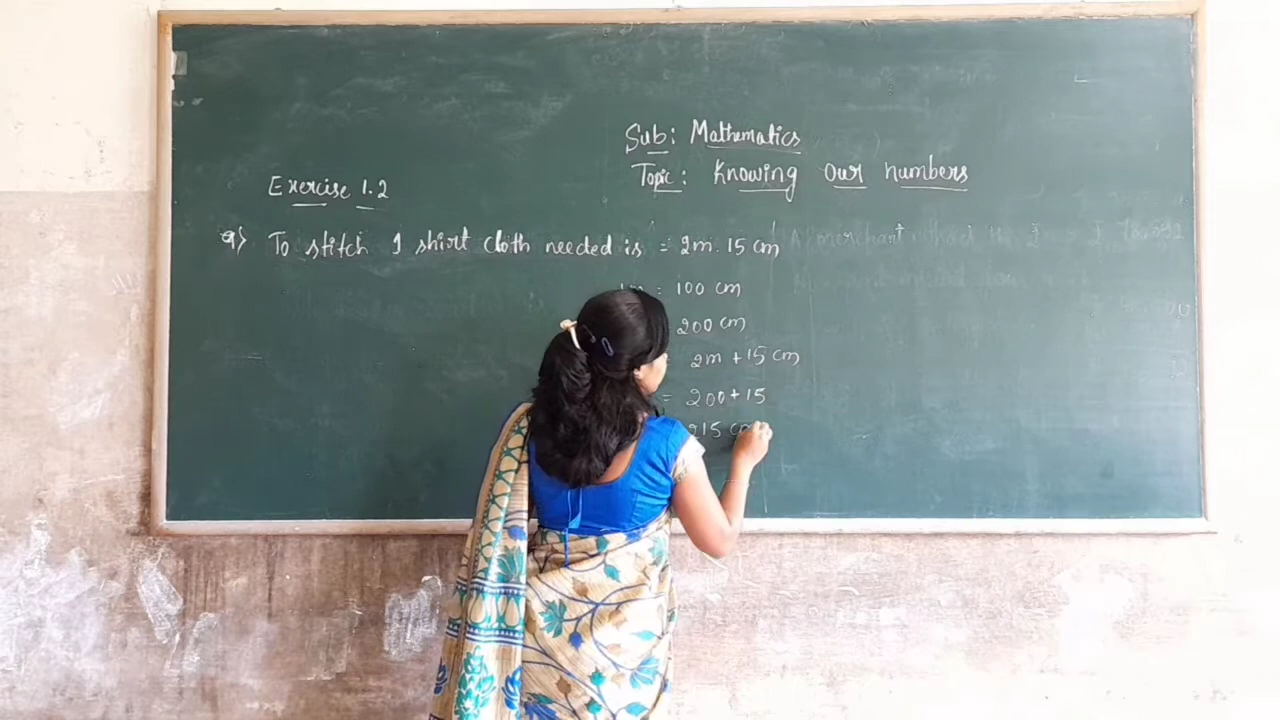 Sub: Mathematics
Topic: Knowing Our numbers
Exercise 1.2
9) To stitch 1 shirt cloth needed is = 2m. 15 cm
1m = 100 cm
200 cm
2m + 15 cm
= 200 + 15
215 cm